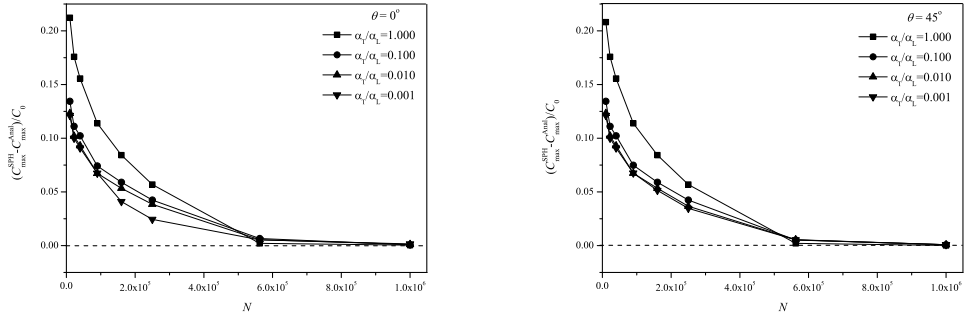 θ = 0°
α_T/α_L=1.000
α_T/α_L=0.100
α_T/α_L=0.010
α_T/α_L=0.001
0.20
0.15
0.10
0.05
0.00
(C_max^SPH-C_max^Anal)/C_0
0.0 2.0x10^5 4.0x10^5 6.0x10^5 8.0x10^5 1.0x10^6
N
θ = 45°
α_T/α_L=1.000
α_T/α_L=0.100
α_T/α_L=0.010
α_T/α_L=0.001
0.20
0.15
0.10
0.05
0.00
(C_max^SPH-C_max^Anal)/C_0
0.0 2.0x10^5 4.0x10^5 6.0x10^5 8.0x10^5 1.0x10^6
N